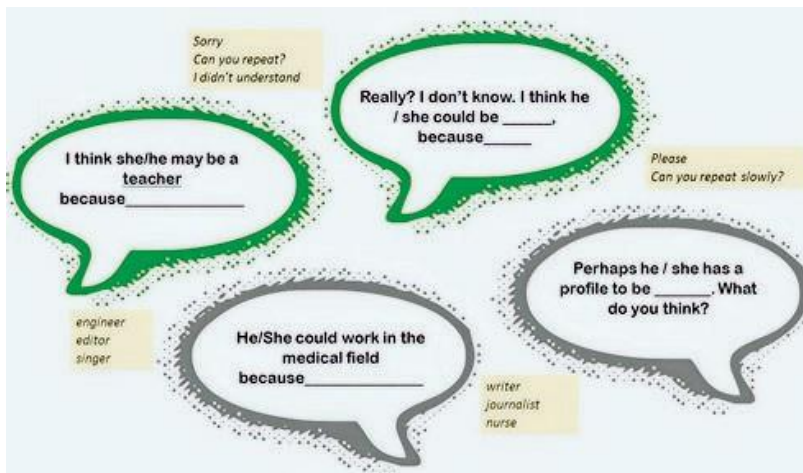 Sorry
Can you repeat?
I didn't understand
Really? I don't know. I think he
/ she could be _____,
because_____
I think she/he may be a
teacher
because______________
Please
Can you repeat slowly?
Perhaps he / she has a
profile to be ______. What
do you think?
engineer
editor
singer
He/She could work in the
medical field
because______________
writer
journalist
nurse